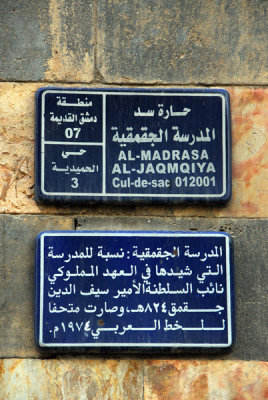 حارة سد
المدرسة الجقمقية
AL-MADRASA
AL-JAQMQIYA
Cul-de-sac 012001
منطقة
دمشق القديمة
07
حي
الحميدية
3
المدرسة الجقمقية: نسبة للمدرسة
التي شيدها في العهد المملوكي
نائب السلطنة الأمير سيف الدين
جقمق ٨٢٤هـ، وصارت متحفا
للخط العربي ١٩٧٤م.